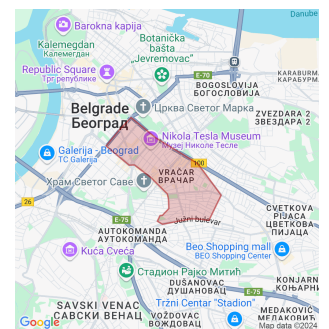 Danube
Barokna kapija
Kalemegdan
Калемегдан
Botanička
bašta
„Jevremovac"
Republic Square
Трг републике
E-70
BOGOSLOVIJA
БОГОСЛОВИЈА
KARABURM
КАРАБУРМ
Belgrade
Београд
Црква Светог Марка
ZVEZDARA 2
ЗВЕЗДАРА 2
Nikola Tesla Museum
Музеј Николе Тесле
Galerija - Beograd
TC Galerija
100
VRAČAR
ВРАЧАР
Храм Светог Саве
26
E-75
CVETKOVA
PIJACA
ЦВЕТКОВА
ПИЈАЦА
Južni bulevar
AUTOKOMANDA
АУТОКОМАНДА
Kuća Cveća
Beo Shopping mall
BEO Shopping Center
E-75
Стадион Рајко Митић
DUŠANOVAC
ДУШАНОВАЦ
KONJARN
КОЊАРНИ
SAVSKI VENAC
САВСКИ ВЕНАЦ
Tržni Centar "Stadion"
VOŽDOVAC
ВОЖДОВАЦ
MEDAKOVIĆ
МЕДАКОВИЋ
Google
Map data ©2024